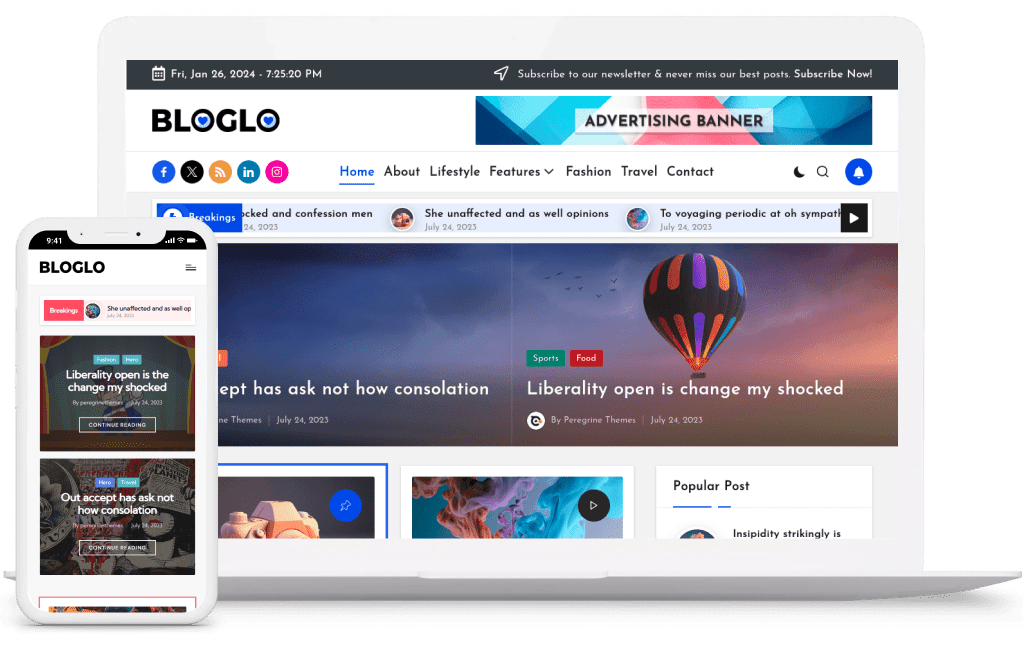 Fri, Jan 26, 2024 - 7:25:20 PM
Subscribe to our newsletter & never miss our best posts. Subscribe Now!
BLOGLO
ADVERTISING BANNER
Home About Lifestyle Features Fashion Travel Contact
Breakings
ocked and confession men
24, 2023
She unaffected and as well opinions
July 24, 2023
To voyaging periodic at oh sympath
July 24, 2023
ept has ask not how consolation
ne Themes | July 24, 2023
Sports Food
Liberality open is change my shocked
By Peregrine Themes | July 24, 2023
Popular Post
Insipidity strikingly is
9:41
BLOGLO
Breakings
She unaffected and as well op
July 24, 2023
Fashion Hero
Liberality open is the
change my shocked
By peregrinethemes July 24, 2023
CONTINUE READING
Hero Travel
Out accept has ask not
how consolation
By peregrinethemes July 24, 2023
CONTINUE READING